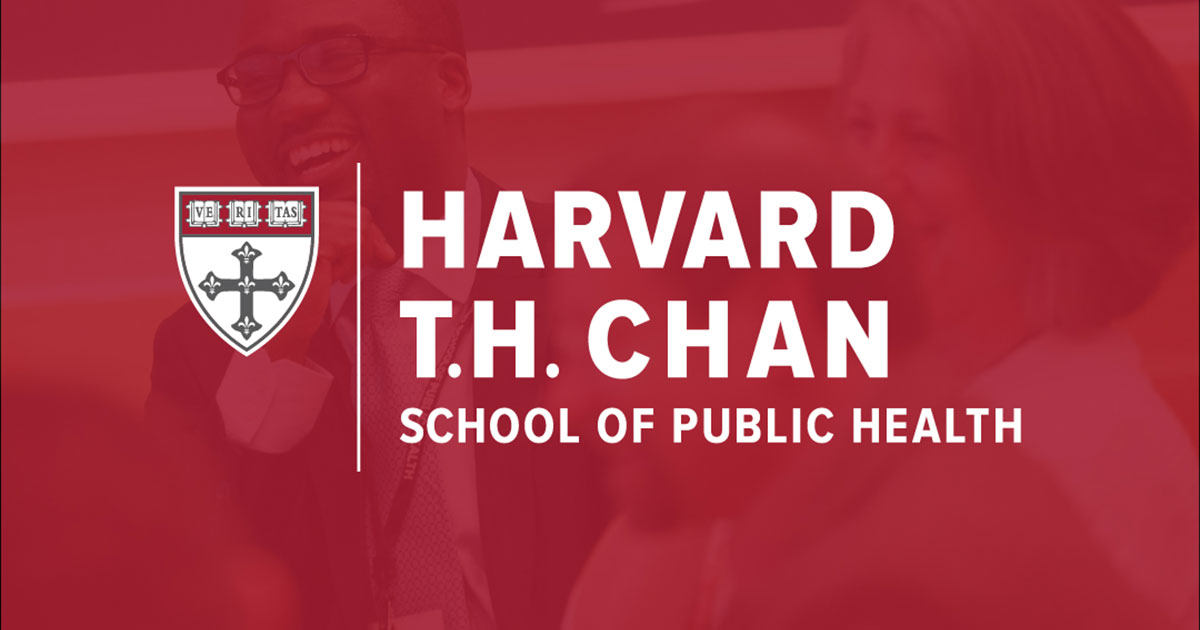 VE RI TAS
HARVARD
T.H. CHAN
SCHOOL OF PUBLIC HEALTH